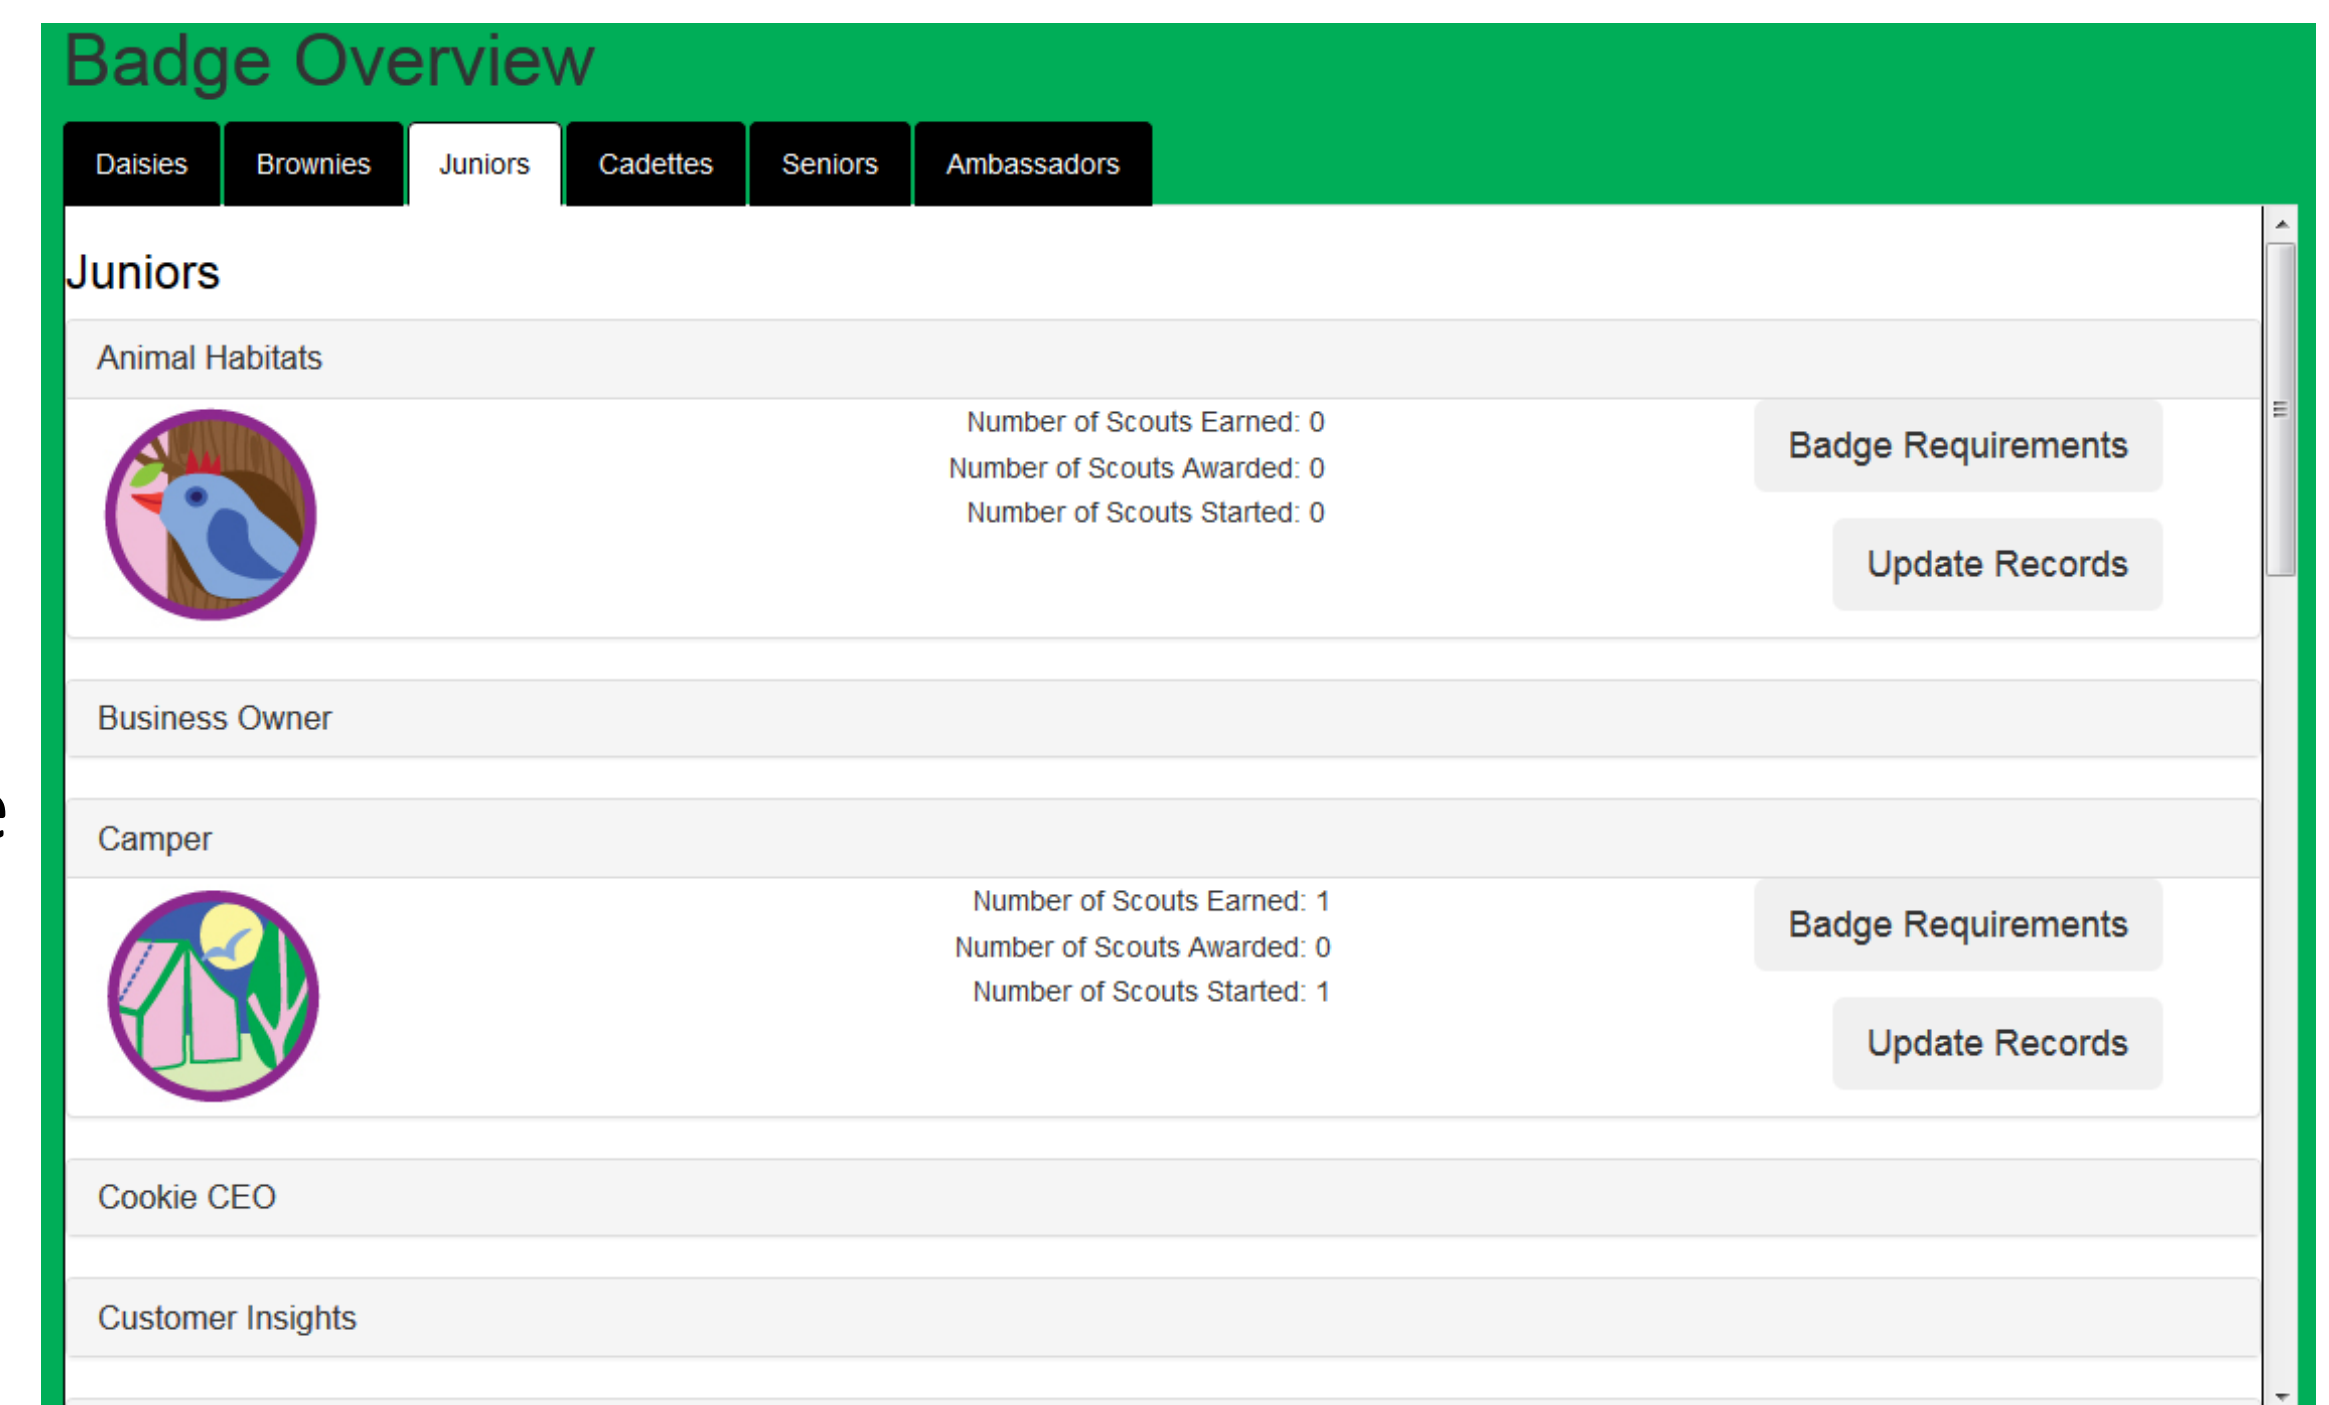 Badge Overview
Daisies Brownies Juniors Cadettes Seniors Ambassadors
Juniors
Animal Habitats
Number of Scouts Earned: 0
Number of Scouts Awarded: 0
Number of Scouts Started: 0
Badge Requirements
Update Records
Business Owner
e
Camper
Number of Scouts Earned: 1
Number of Scouts Awarded: 0
Number of Scouts Started: 1
Badge Requirements
Update Records
Cookie CEO
Customer Insights